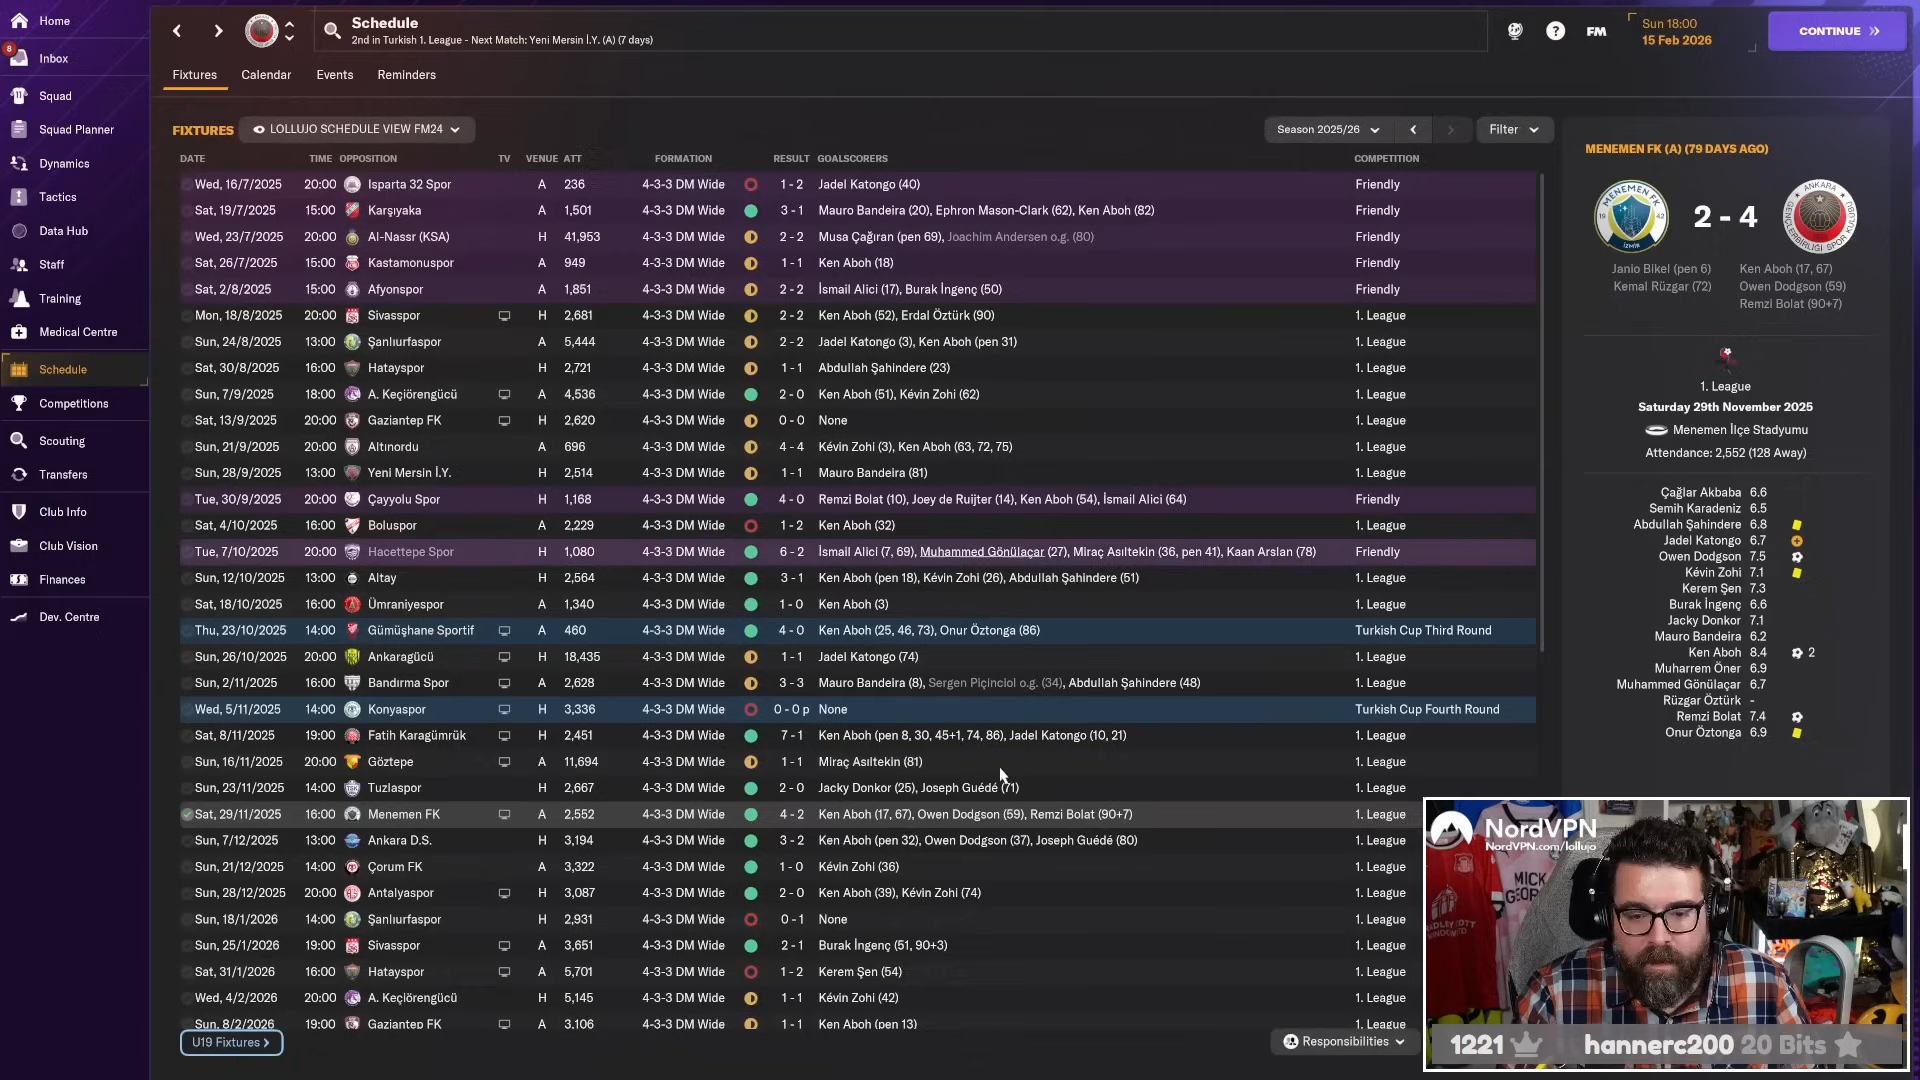 Home
8
Inbox
Squad
Squad Planner
Dynamics
Tactics
Data Hub
Staff
Training
Medical Centre
Schedule
Competitions
Scouting
Transfers
Club Info
Club Vision
Finances
Dev. Centre
Schedule
2nd in Turkish 1. League - Next Match: Yeni Mersin İ.Y. (A) (7 days)
FM
Sun 18:00
15 Feb 2026
CONTINUE
Fixtures Calendar Events Reminders
FIXTURES LOLLUJO SCHEDULE VIEW FM24 Season 2025/26 Filter
DATE TIME OPPOSITION TV VENUE ATT FORMATION RESULT GOALSCORERS COMPETITION
Wed, 16/7/2025 20:00 Isparta 32 Spor A 236 4-3-3 DM Wide 1 - 2 Jadel Katongo (40) Friendly
Sat, 19/7/2025 15:00 Karşıyaka A 1,501 4-3-3 DM Wide 3 - 1 Mauro Bandeira (20), Ephron Mason-Clark (62), Ken Aboh (82) Friendly
Wed, 23/7/2025 20:00 Al-Nassr (KSA) H 41,953 4-3-3 DM Wide 2 - 2 Musa Çağıran (pen 69), Joachim Andersen o.g. (80) Friendly
Sat, 26/7/2025 15:00 Kastamonuspor A 949 4-3-3 DM Wide 1 - 1 Ken Aboh (18) Friendly
Sat, 2/8/2025 15:00 Afyonspor A 1,851 4-3-3 DM Wide 2 - 2 İsmail Alici (17), Burak İngenç (50) Friendly
Mon, 18/8/2025 20:00 Sivasspor H 2,681 4-3-3 DM Wide 2 - 2 Ken Aboh (52), Erdal Öztürk (90) 1. League
Sun, 24/8/2025 13:00 Şanlıurfaspor A 5,444 4-3-3 DM Wide 2 - 2 Jadel Katongo (3), Ken Aboh (pen 31) 1. League
Sat, 30/8/2025 16:00 Hatayspor H 2,721 4-3-3 DM Wide 1 - 1 Abdullah Şahindere (23) 1. League
Sun, 7/9/2025 18:00 A. Keçiörengücü A 4,536 4-3-3 DM Wide 2 - 0 Ken Aboh (51), Kévin Zohi (62) 1. League
Sat, 13/9/2025 20:00 Gaziantep FK H 2,620 4-3-3 DM Wide 0 - 0 None 1. League
Sun, 21/9/2025 20:00 Altınordu A 696 4-3-3 DM Wide 4 - 4 Kévin Zohi (3), Ken Aboh (63, 72, 75) 1. League
Sun, 28/9/2025 13:00 Yeni Mersin İ.Y. H 2,514 4-3-3 DM Wide 1 - 1 Mauro Bandeira (81) 1. League
Tue, 30/9/2025 20:00 Çayyolu Spor H 1,168 4-3-3 DM Wide 4 - 0 Remzi Bolat (10), Joey de Ruijter (14), Ken Aboh (54), İsmail Alici (64) Friendly
Sat, 4/10/2025 16:00 Boluspor A 2,229 4-3-3 DM Wide 1 - 2 Ken Aboh (32) 1. League
Tue, 7/10/2025 20:00 Hacettepe Spor H 1,080 4-3-3 DM Wide 6 - 2 İsmail Alici (7, 69), Muhammed Gönülaçar (27), Miraç Asıltekin (36, pen 41), Kaan Arslan (78) Friendly
Sun, 12/10/2025 13:00 Altay H 2,564 4-3-3 DM Wide 3 - 1 Ken Aboh (pen 18), Kévin Zohi (26), Abdullah Şahindere (51) 1. League
Sat, 18/10/2025 16:00 Ümraniyespor A 1,340 4-3-3 DM Wide 1 - 0 Ken Aboh (3) 1. League
Thu, 23/10/2025 14:00 Gümüşhane Sportif A 460 4-3-3 DM Wide 4 - 0 Ken Aboh (25, 46, 73), Onur Öztonga (86) Turkish Cup Third Round
Sun, 26/10/2025 20:00 Ankaragücü H 18,435 4-3-3 DM Wide 1 - 1 Jadel Katongo (74) 1. League
Sun, 2/11/2025 16:00 Bandırma Spor A 2,628 4-3-3 DM Wide 3 - 3 Mauro Bandeira (8), Sergen Piçinciol o.g. (34), Abdullah Şahindere (48) 1. League
Wed, 5/11/2025 14:00 Konyaspor H 3,336 4-3-3 DM Wide 0 - 0 p None Turkish Cup Fourth Round
Sat, 8/11/2025 19:00 Fatih Karagümrük H 2,451 4-3-3 DM Wide 7 - 1 Ken Aboh (pen 8, 30, 45+1, 74, 86), Jadel Katongo (10, 21) 1. League
Sun, 16/11/2025 20:00 Göztepe A 11,694 4-3-3 DM Wide 1 - 1 Miraç Asıltekin (81) 1. League
Sun, 23/11/2025 14:00 Tuzlaspor H 2,667 4-3-3 DM Wide 2 - 0 Jacky Donkor (25), Joseph Guédé (71) 1. League
Sat, 29/11/2025 16:00 Menemen FK A 2,552 4-3-3 DM Wide 4 - 2 Ken Aboh (17, 67), Owen Dodgson (59), Remzi Bolat (90+7) 1. League
Sun, 7/12/2025 13:00 Ankara D.S. H 3,194 4-3-3 DM Wide 3 - 2 Ken Aboh (pen 32), Owen Dodgson (37), Joseph Guédé (80) 1. League
Sun, 21/12/2025 14:00 Çorum FK A 3,322 4-3-3 DM Wide 1 - 0 Kévin Zohi (36) 1. League
Sun, 28/12/2025 20:00 Antalyaspor H 3,087 4-3-3 DM Wide 2 - 0 Ken Aboh (39), Kévin Zohi (74) 1. League
Sun, 18/1/2026 14:00 Şanlıurfaspor H 2,931 4-3-3 DM Wide 0 - 1 None 1. League
Sun, 25/1/2026 19:00 Sivasspor A 3,651 4-3-3 DM Wide 2 - 1 Burak İngenç (51, 90+3) 1. League
Sat, 31/1/2026 16:00 Hatayspor A 5,701 4-3-3 DM Wide 1 - 2 Kerem Şen (54) 1. League
Wed, 4/2/2026 20:00 A. Keçiörengücü H 5,145 4-3-3 DM Wide 1 - 1 Kévin Zohi (42) 1. League
Sun, 8/2/2026 19:00 Gaziantep FK A 3,106 4-3-3 DM Wide 1 - 1 Ken Aboh (pen 13) 1. League
U19 Fixtures Responsibilities
MENEMEN FK (A) (79 DAYS AGO)
MENEMEN FK
19 42
İZMİR
2 - 4
ANKARA
GENÇLERBİRLİĞİ SPOR KULÜBÜ
Janio Bikel (pen 6) Ken Aboh (17, 67)
Kemal Rüzgar (72) Owen Dodgson (59)
Remzi Bolat (90+7)
1. League
Saturday 29th November 2025
Menemen İlçe Stadyumu
Attendance: 2,552 (128 Away)
Çağlar Akbaba 6.6
Semih Karadeniz 6.5
Abdullah Şahindere 6.8
Jadel Katongo 6.7
Owen Dodgson 7.5
Kévin Zohi 7.1
Kerem Şen 7.3
Burak İngenç 6.6
Jacky Donkor 7.1
Mauro Bandeira 6.2
Ken Aboh 8.4 2
Muharrem Öner 6.9
Muhammed Gönülaçar 6.7
Rüzgar Öztürk -
Remzi Bolat 7.4
Onur Öztonga 6.9
NordVPN
NordVPN.com/lollujo
MICK
GEORGE
1221 hannerc200 20 Bits